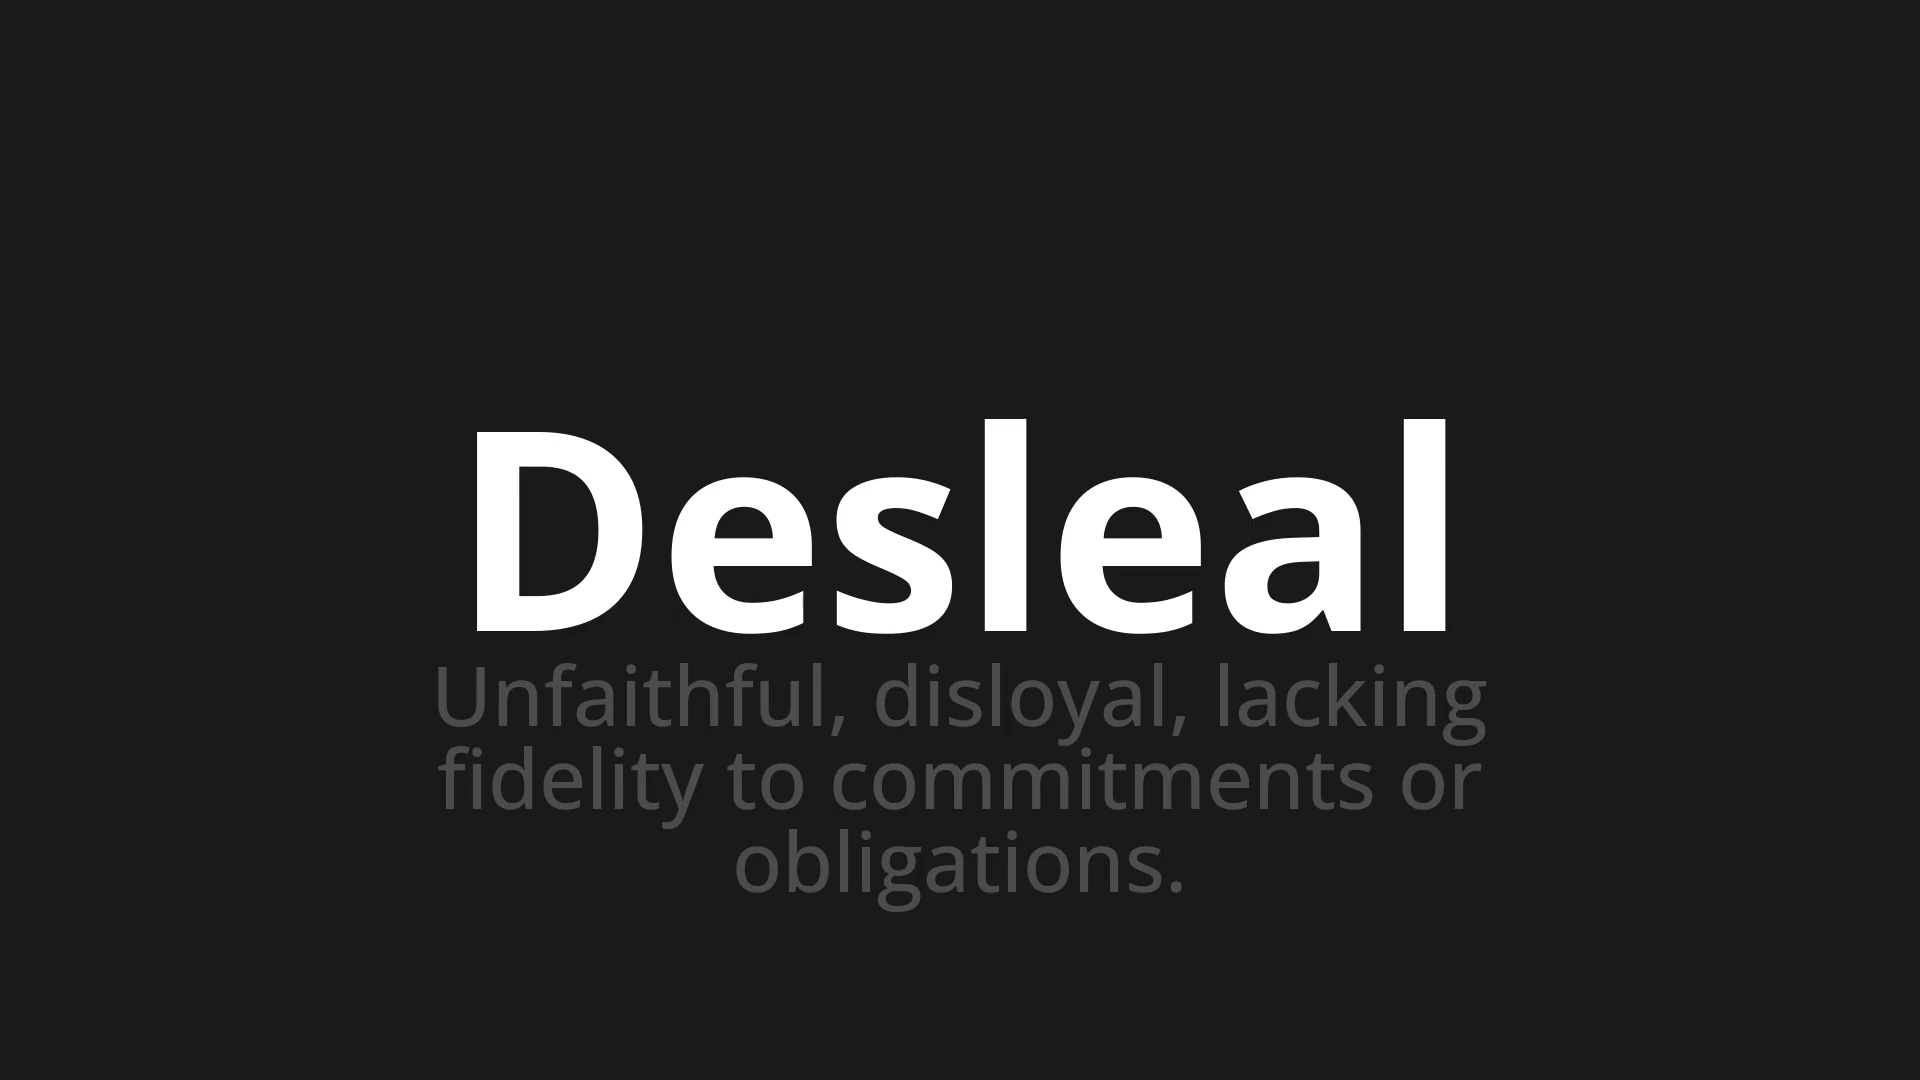 Desleal
Unfaithful, disloyal, lacking
fidelity to commitments or
obligations.